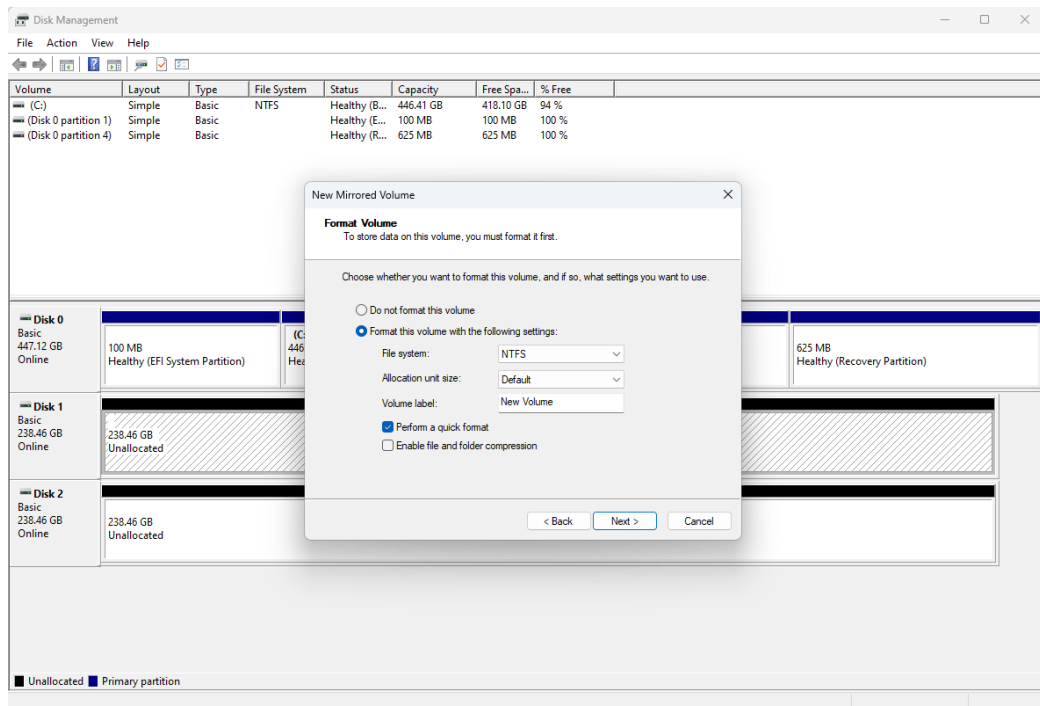 Disk Management
File Action View Help
Volume Layout Type File System Status Capacity Free Spa... % Free
(C:) Simple Basic NTFS Healthy (B... 446.41 GB 418.10 GB 94 %
(Disk 0 partition 1) Simple Basic Healthy (E... 100 MB 100 MB 100 %
(Disk 0 partition 4) Simple Basic Healthy (R... 625 MB 625 MB 100 %
New Mirrored Volume
Format Volume
To store data on this volume, you must format it first.
Choose whether you want to format this volume, and if so, what settings you want to use.
Do not format this volume
Format this volume with the following settings:
File system: NTFS
Allocation unit size: Default
Volume label: New Volume
Perform a quick format
Enable file and folder compression
< Back Next > Cancel
Disk 0
Basic
447.12 GB
Online
100 MB
Healthy (EFI System Partition)
(C:
446
Hea
625 MB
Healthy (Recovery Partition)
Disk 1
Basic
238.46 GB
Online
238.46 GB
Unallocated
Disk 2
Basic
238.46 GB
Online
238.46 GB
Unallocated
Unallocated Primary partition